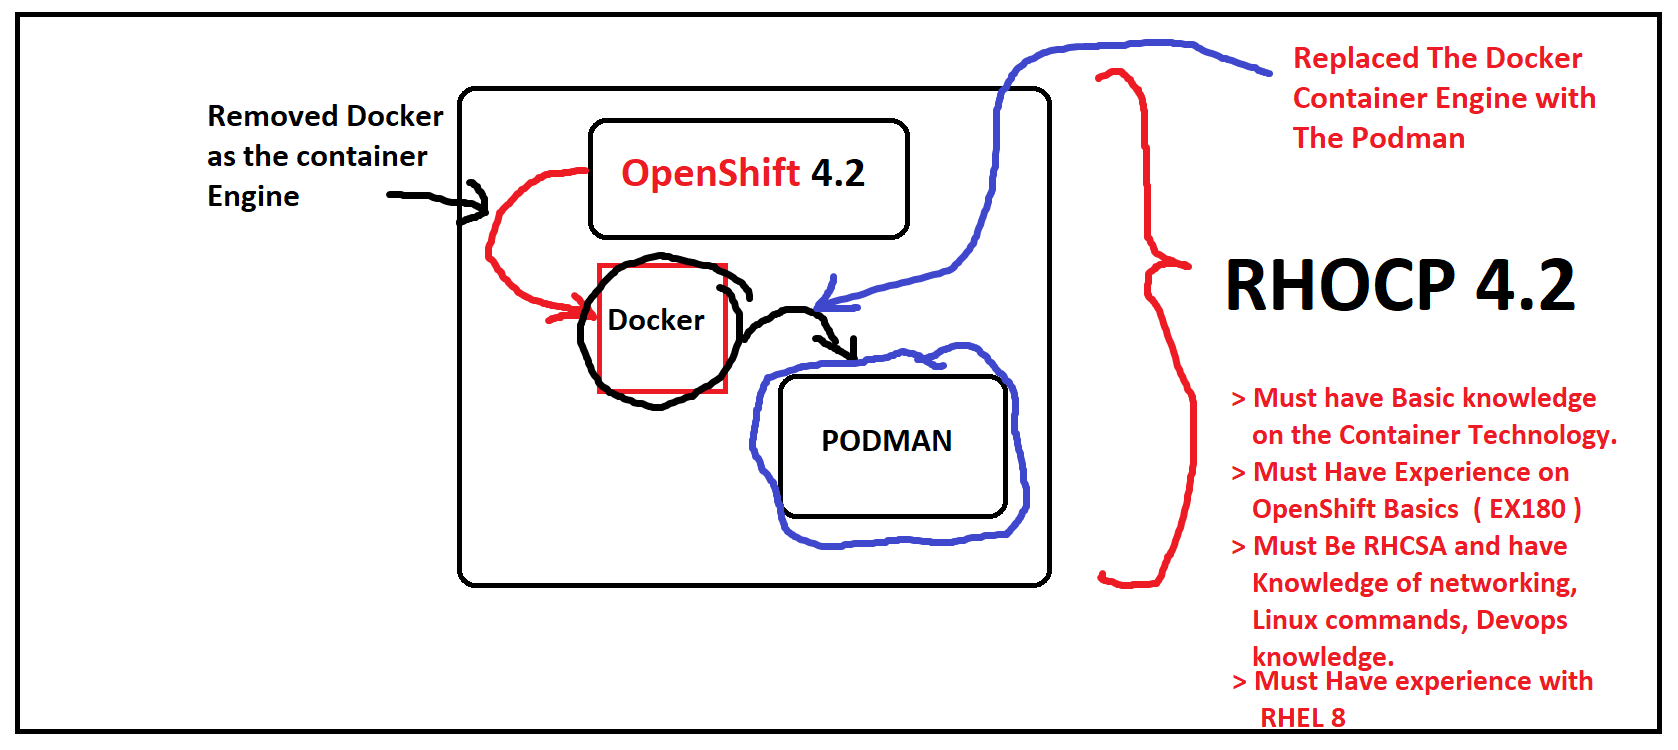 Removed Docker
as the container
Engine
OpenShift 4.2
Docker
PODMAN
Replaced The Docker
Container Engine with
The Podman
RHOCP 4.2
> Must have Basic knowledge
on the Container Technology.
> Must Have Experience on
OpenShift Basics ( EX180 )
> Must Be RHCSA and have
Knowledge of networking,
Linux commands, Devops
knowledge.
> Must Have experience with
RHEL 8